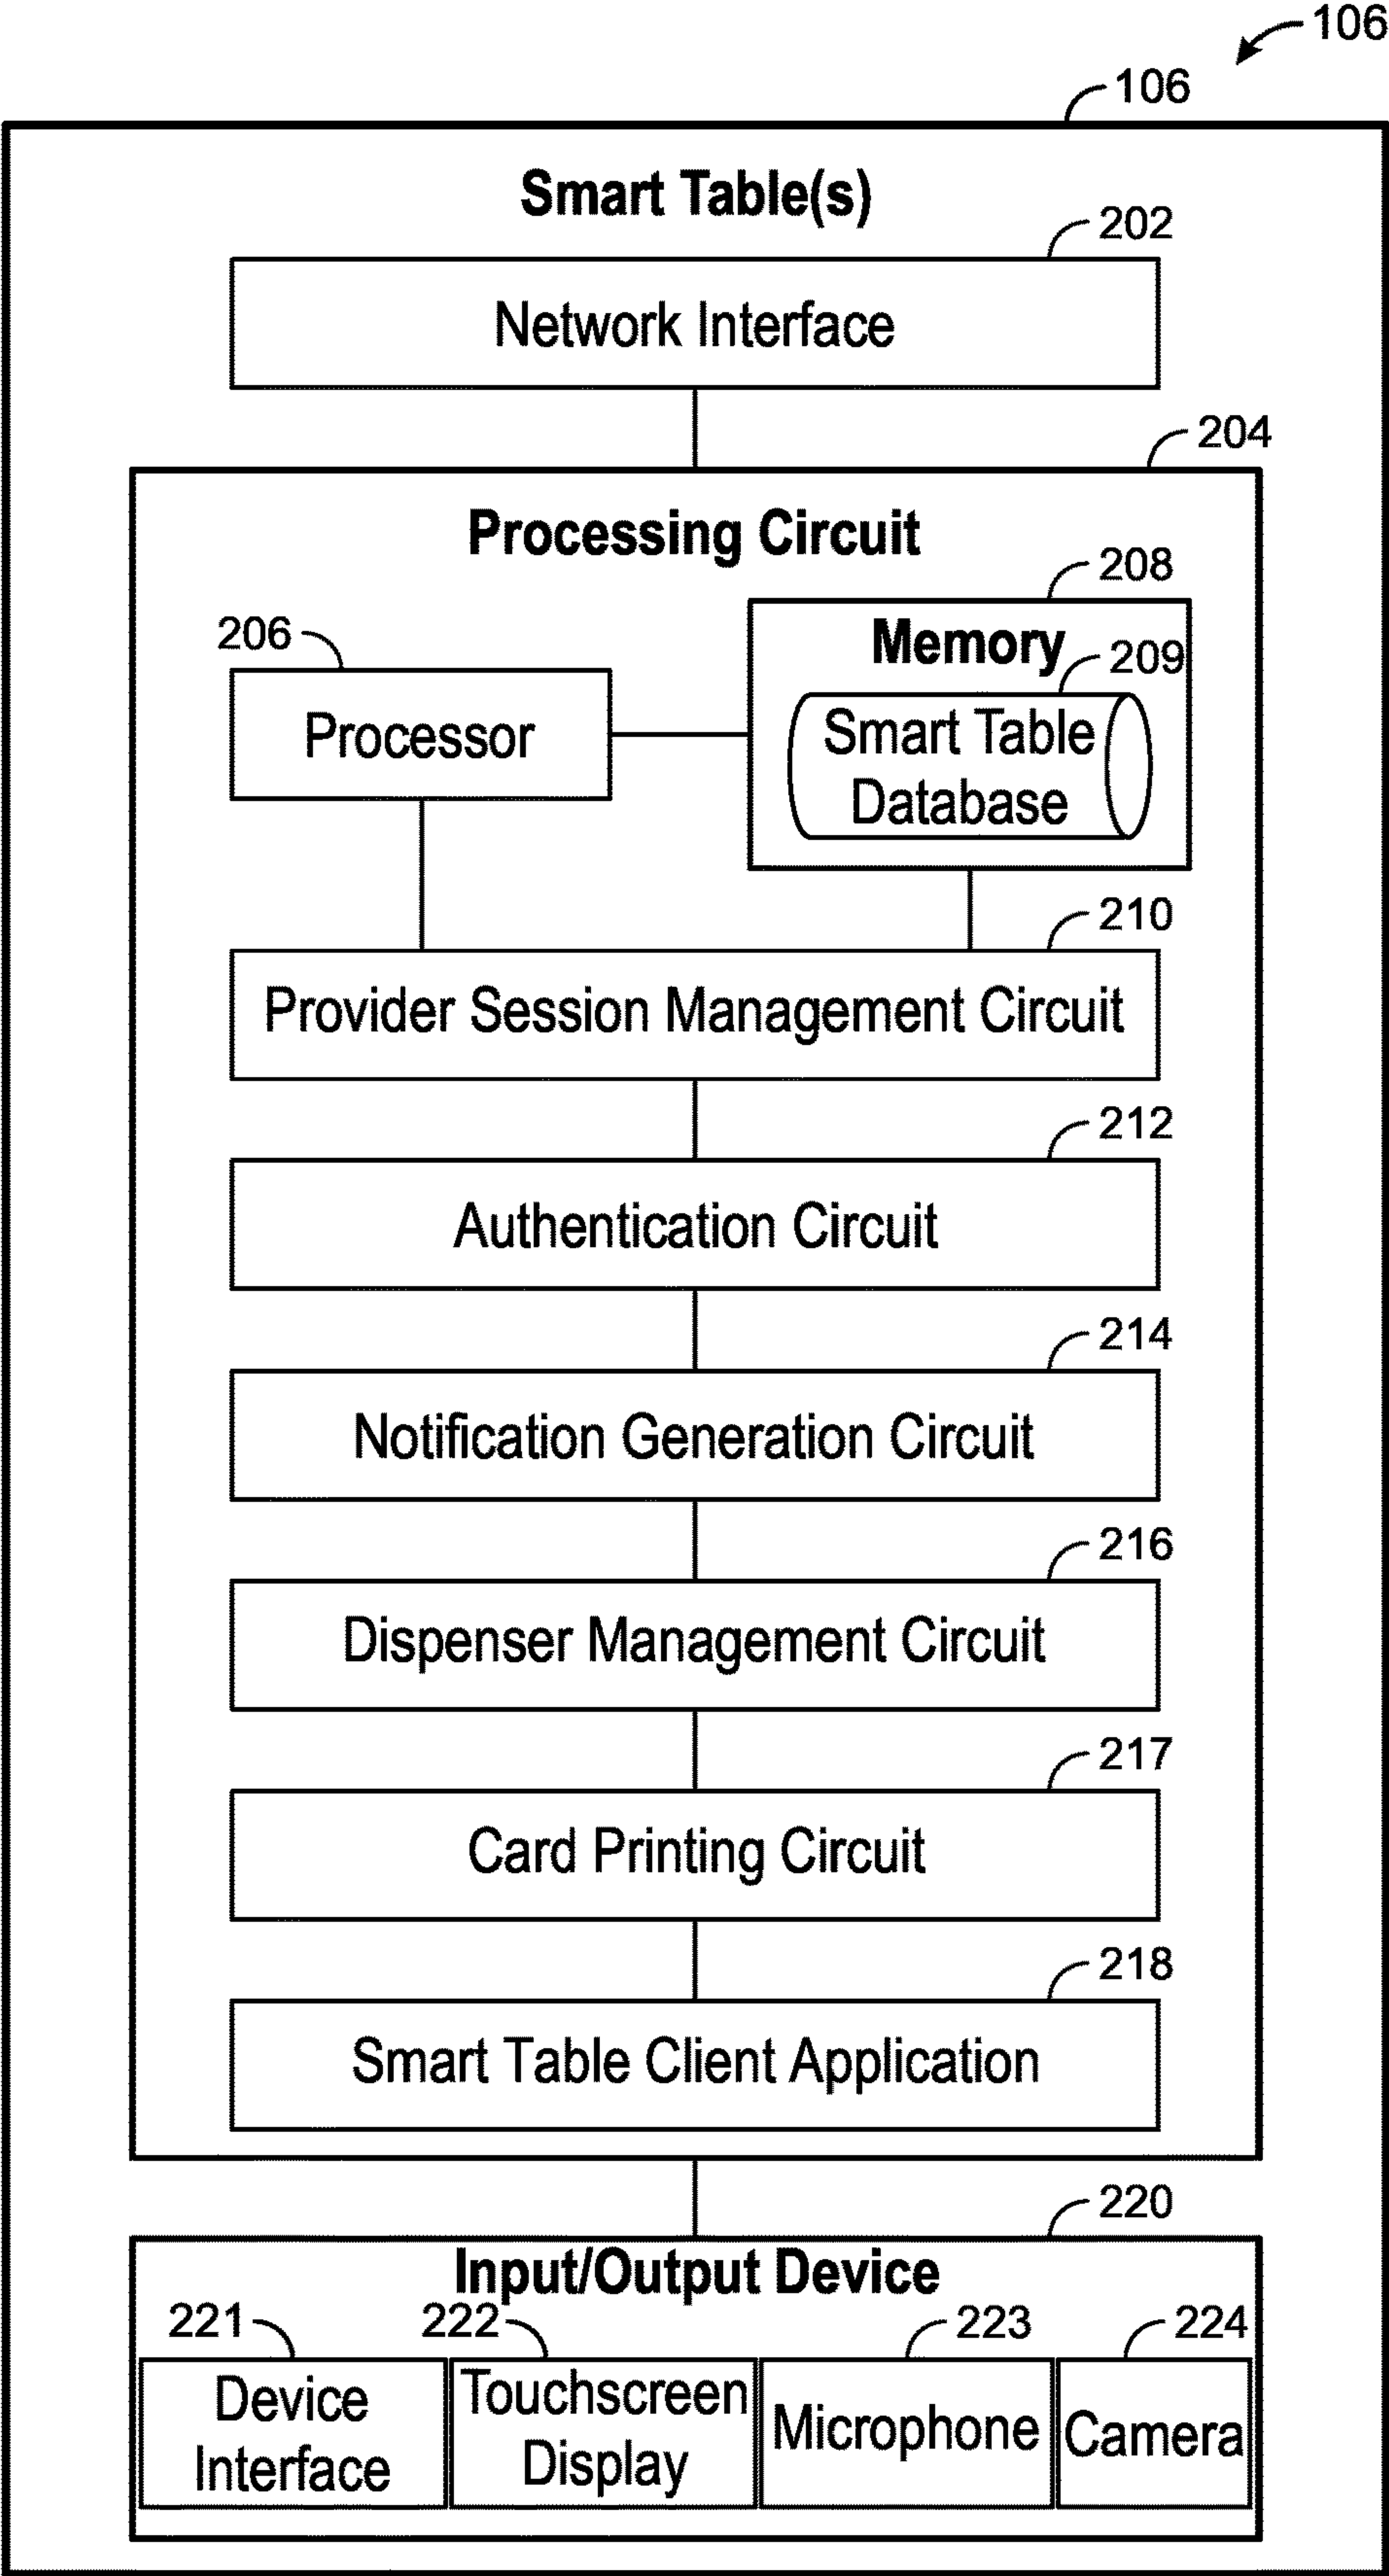 106
106
Smart Table(s)
202
Network Interface
204
Processing Circuit
208
Memory
206
209
Processor
Smart Table
Database
210
Provider Session Management Circuit
212
Authentication Circuit
214
Notification Generation Circuit
216
Dispenser Management Circuit
217
Card Printing Circuit
218
Smart Table Client Application
220
Input/Output Device
221
222
223
224
Device
Interface
Touchscreen
Display
Microphone
Camera